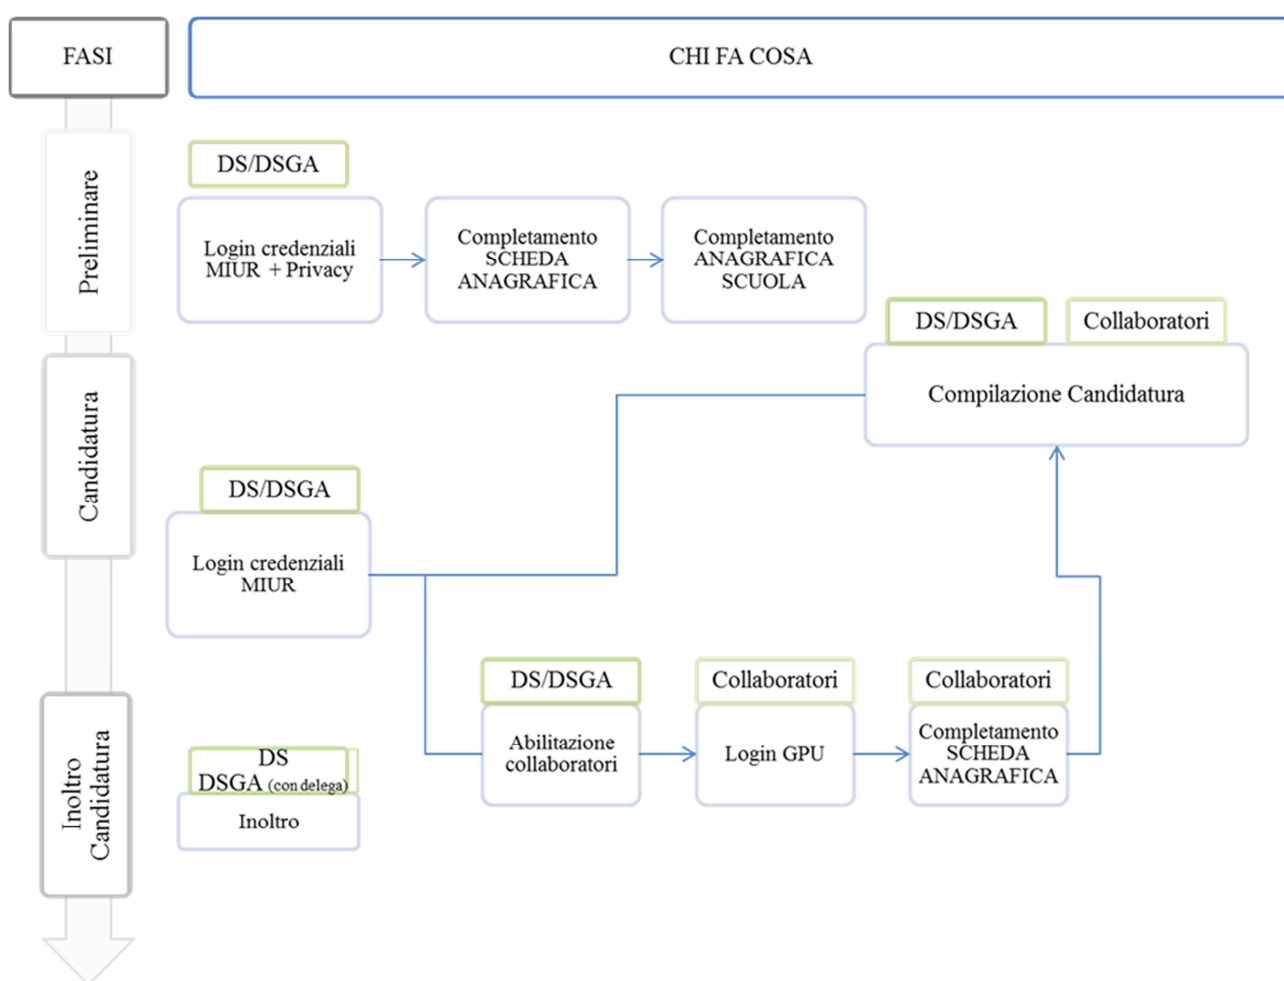 FASI
CHI FA COSA
Preliminare
DS/DSGA
Login credenziali
MIUR + Privacy
Completamento
SCHEDA
ANAGRAFICA
Completamento
ANAGRAFICA
SCUOLA
Candidatura
DS/DSGA
Collaboratori
Compilazione Candidatura
DS/DSGA
Login credenziali
MIUR
DS/DSGA
Abilitazione
collaboratori
Collaboratori
Login GPU
Collaboratori
Completamento
SCHEDA
ANAGRAFICA
Inoltro
Candidatura
DS
DSGA (con delega)
Inoltro